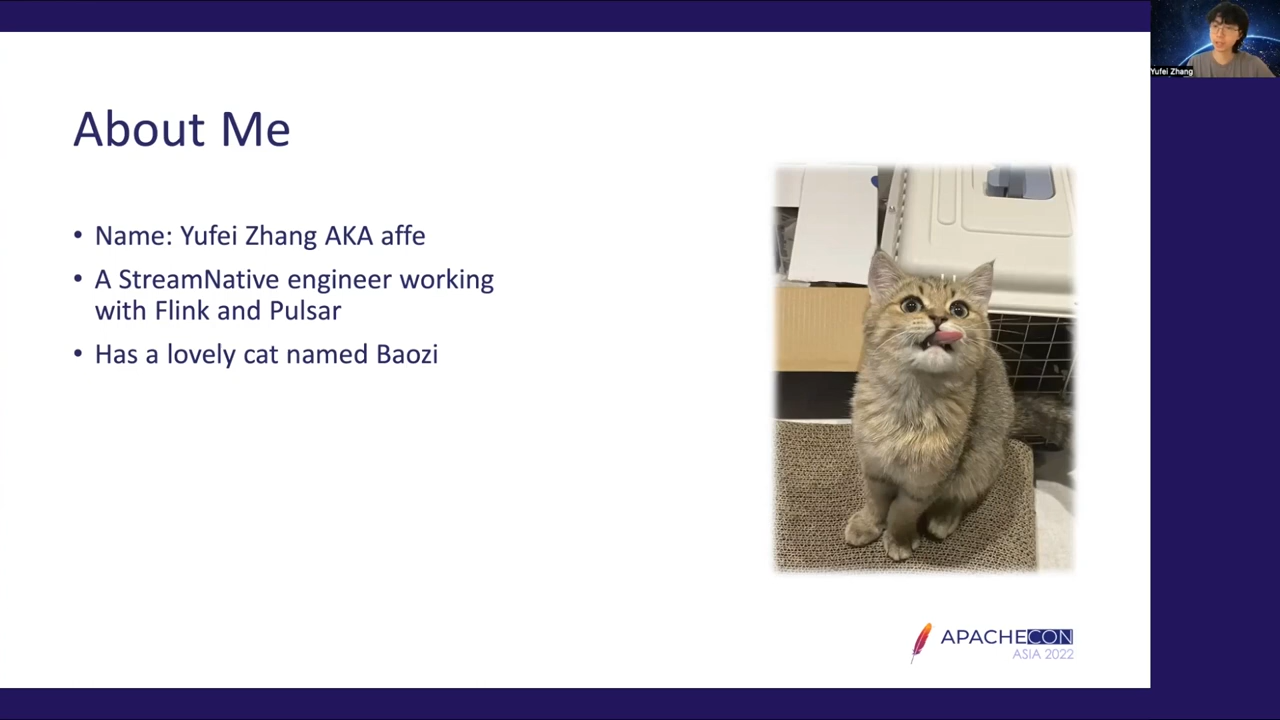 About Me
• Name: Yufei Zhang AKA affe
• A StreamNative engineer working
with Flink and Pulsar
• Has a lovely cat named Baozi
APACHECON
ASIA 2022
Yufei Zhang